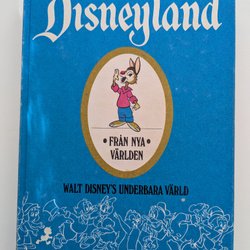 Disneyland
• FRÅN NYA •
VÄRLDEN
WALT DISNEY'S UNDERBARA VÄRLD